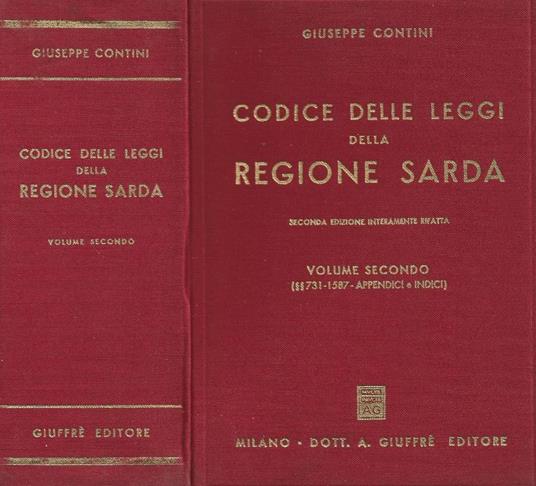 GIUSEPPE CONTINI
CODICE DELLE LEGGI
DELLA
REGIONE SARDA
VOLUME SECONDO
GIUFFRÈ EDITORE
GIUSEPPE CONTINI
CODICE DELLE LEGGI
DELLA
REGIONE SARDA
SECONDA EDIZIONE INTERAMENTE RIFATTA
VOLUME SECONDO
(§§ 731-1587 - APPENDICI e INDICI)
AG
MILANO • DOTT. A. GIUFFRÈ EDITORE